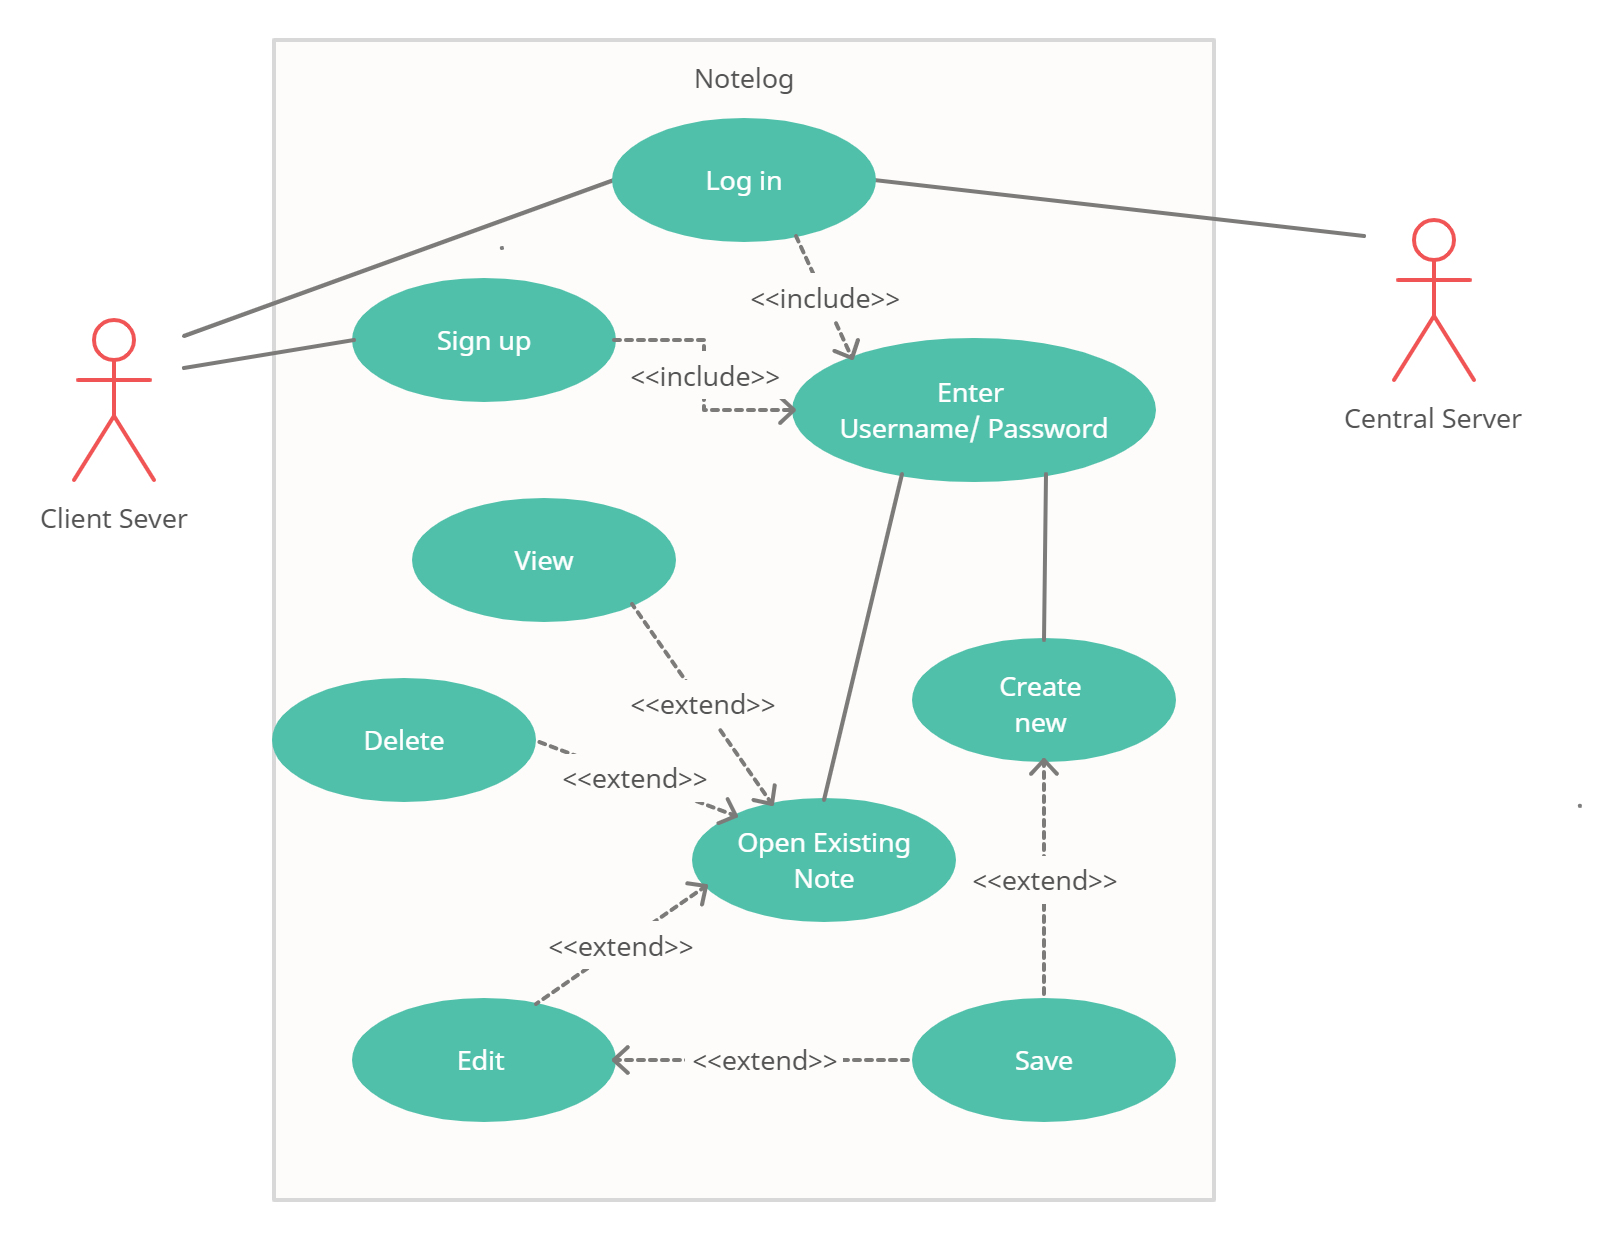 Notelog
Log in
<<include>>
Sign up
<<include>>
Enter
Username/ Password
Central Server
Client Sever
View
<<extend>>
Create
new
Delete
<<extend>>
Open Existing
Note
<<extend>>
<<extend>>
Edit
<<extend>>
Save